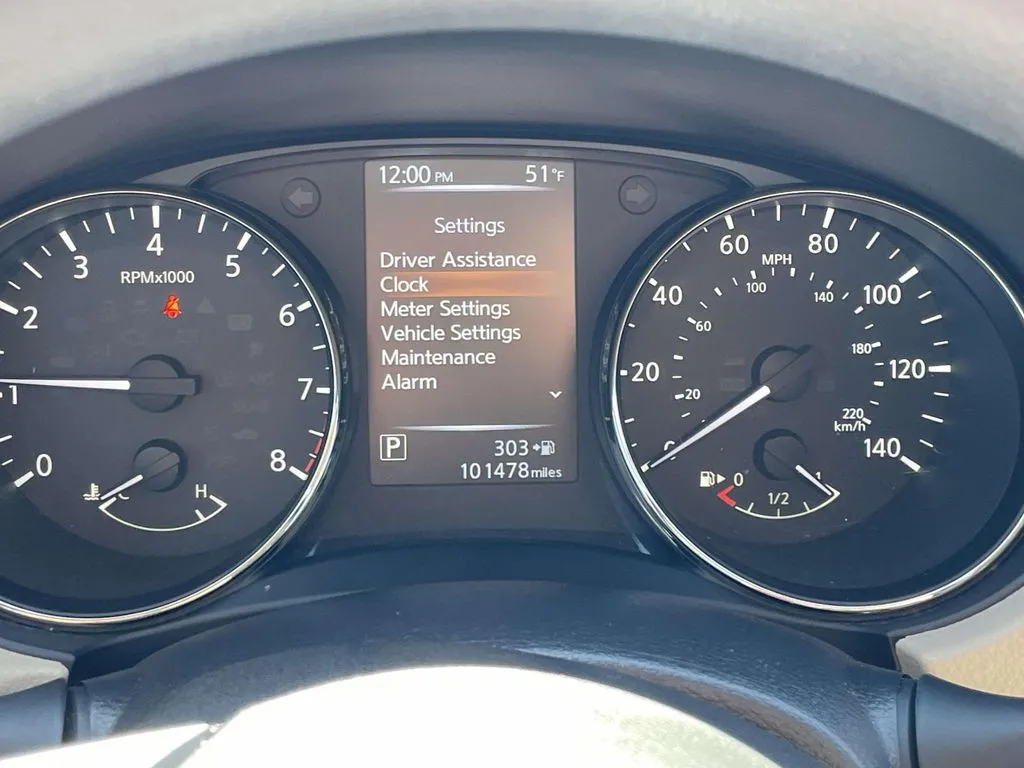 12:00 PM 51°F
Settings
Driver Assistance
Clock
Meter Settings
Vehicle Settings
Maintenance
Alarm
P 303
101478 miles
0 1 2 3 4 5 6 7 8
RPMx1000
C H
0 20 40 60 80 100 120 140
MPH
20 60 100 140 180 220
km/h
0 1/2 1